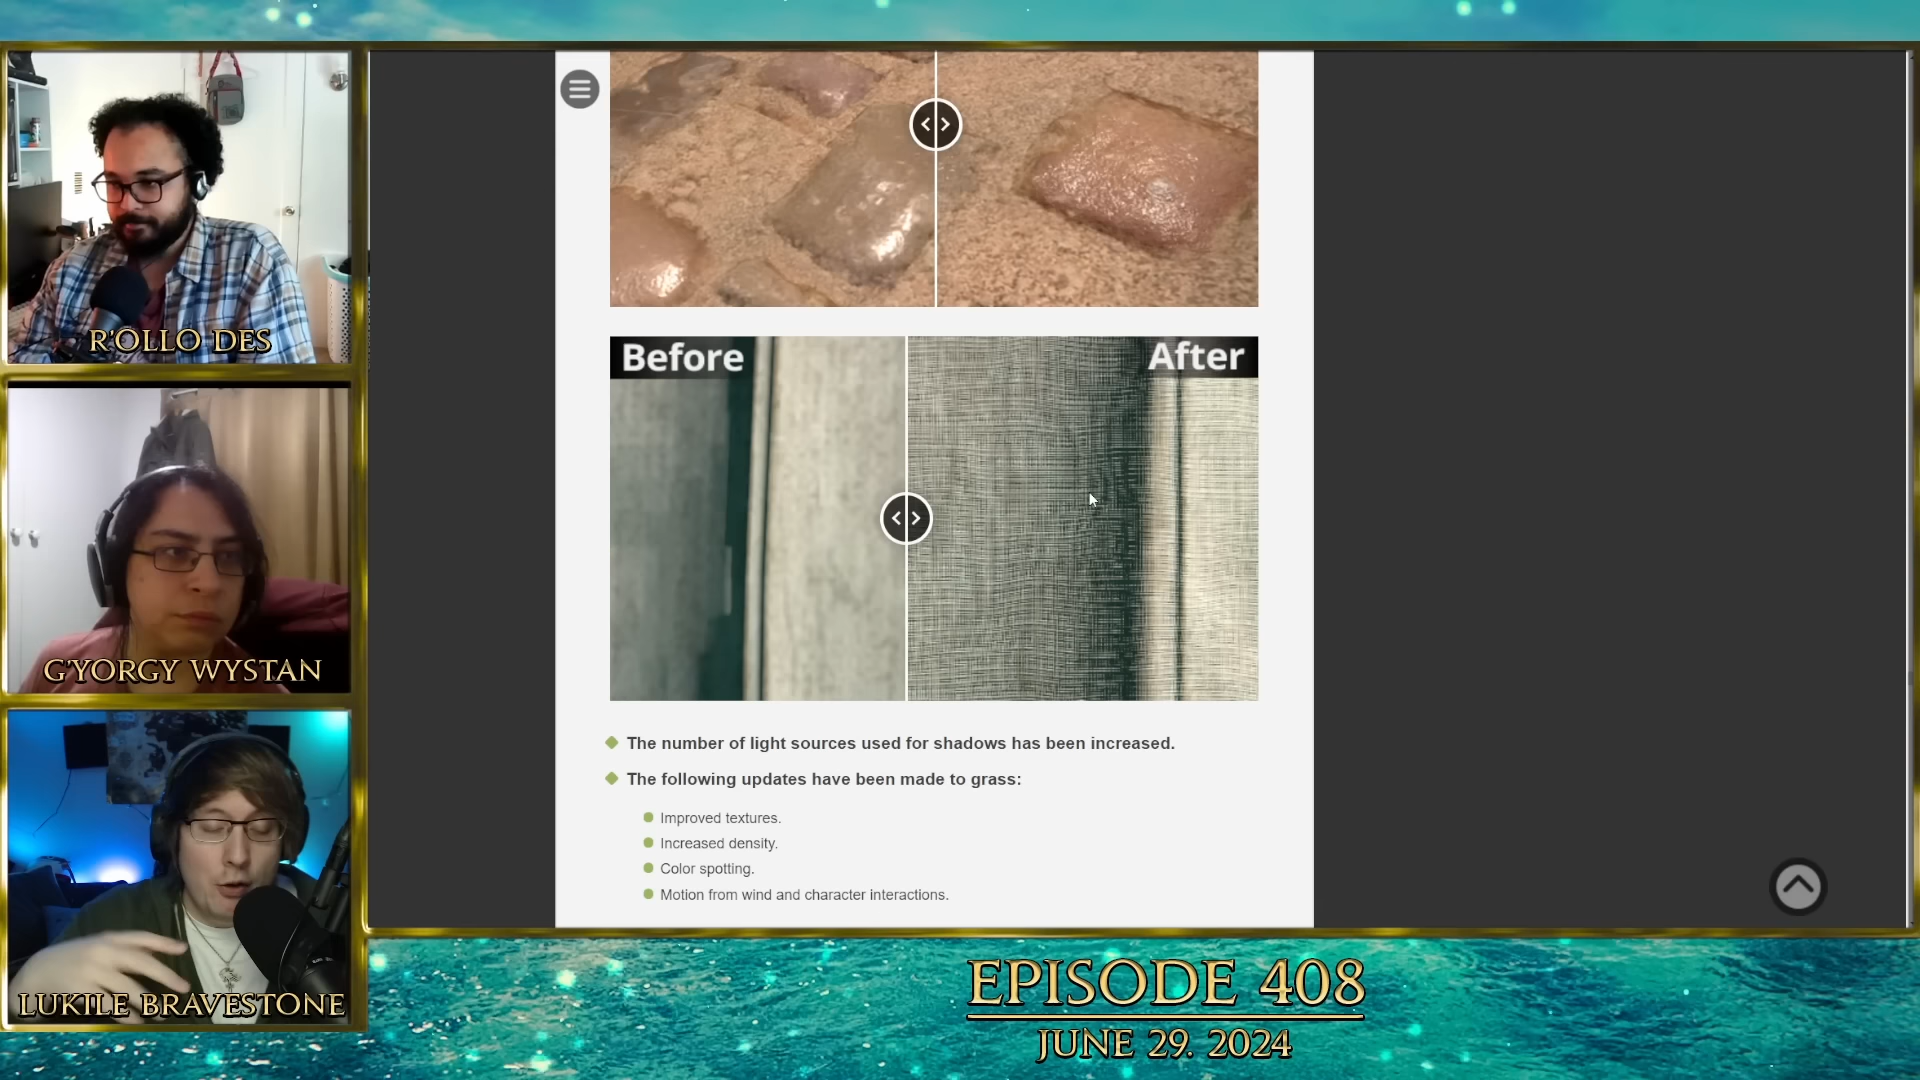 R'OLLO DES
G'YORGY WYSTAN
LUKILE BRAVESTONE
Before
After
The number of light sources used for shadows has been increased.
The following updates have been made to grass:
Improved textures.
Increased density.
Color spotting.
Motion from wind and character interactions.
EPISODE 408
JUNE 29. 2024